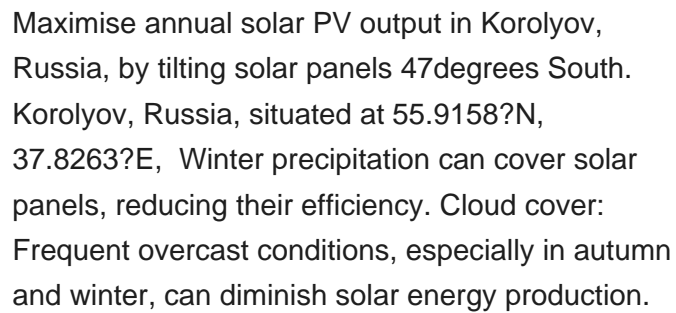 Maximise annual solar PV output in Korolyov,
Russia, by tilting solar panels 47degrees South.
Korolyov, Russia, situated at 55.9158?N,
37.8263?E,  Winter precipitation can cover solar
panels, reducing their efficiency. Cloud cover:
Frequent overcast conditions, especially in autumn
and winter, can diminish solar energy production.